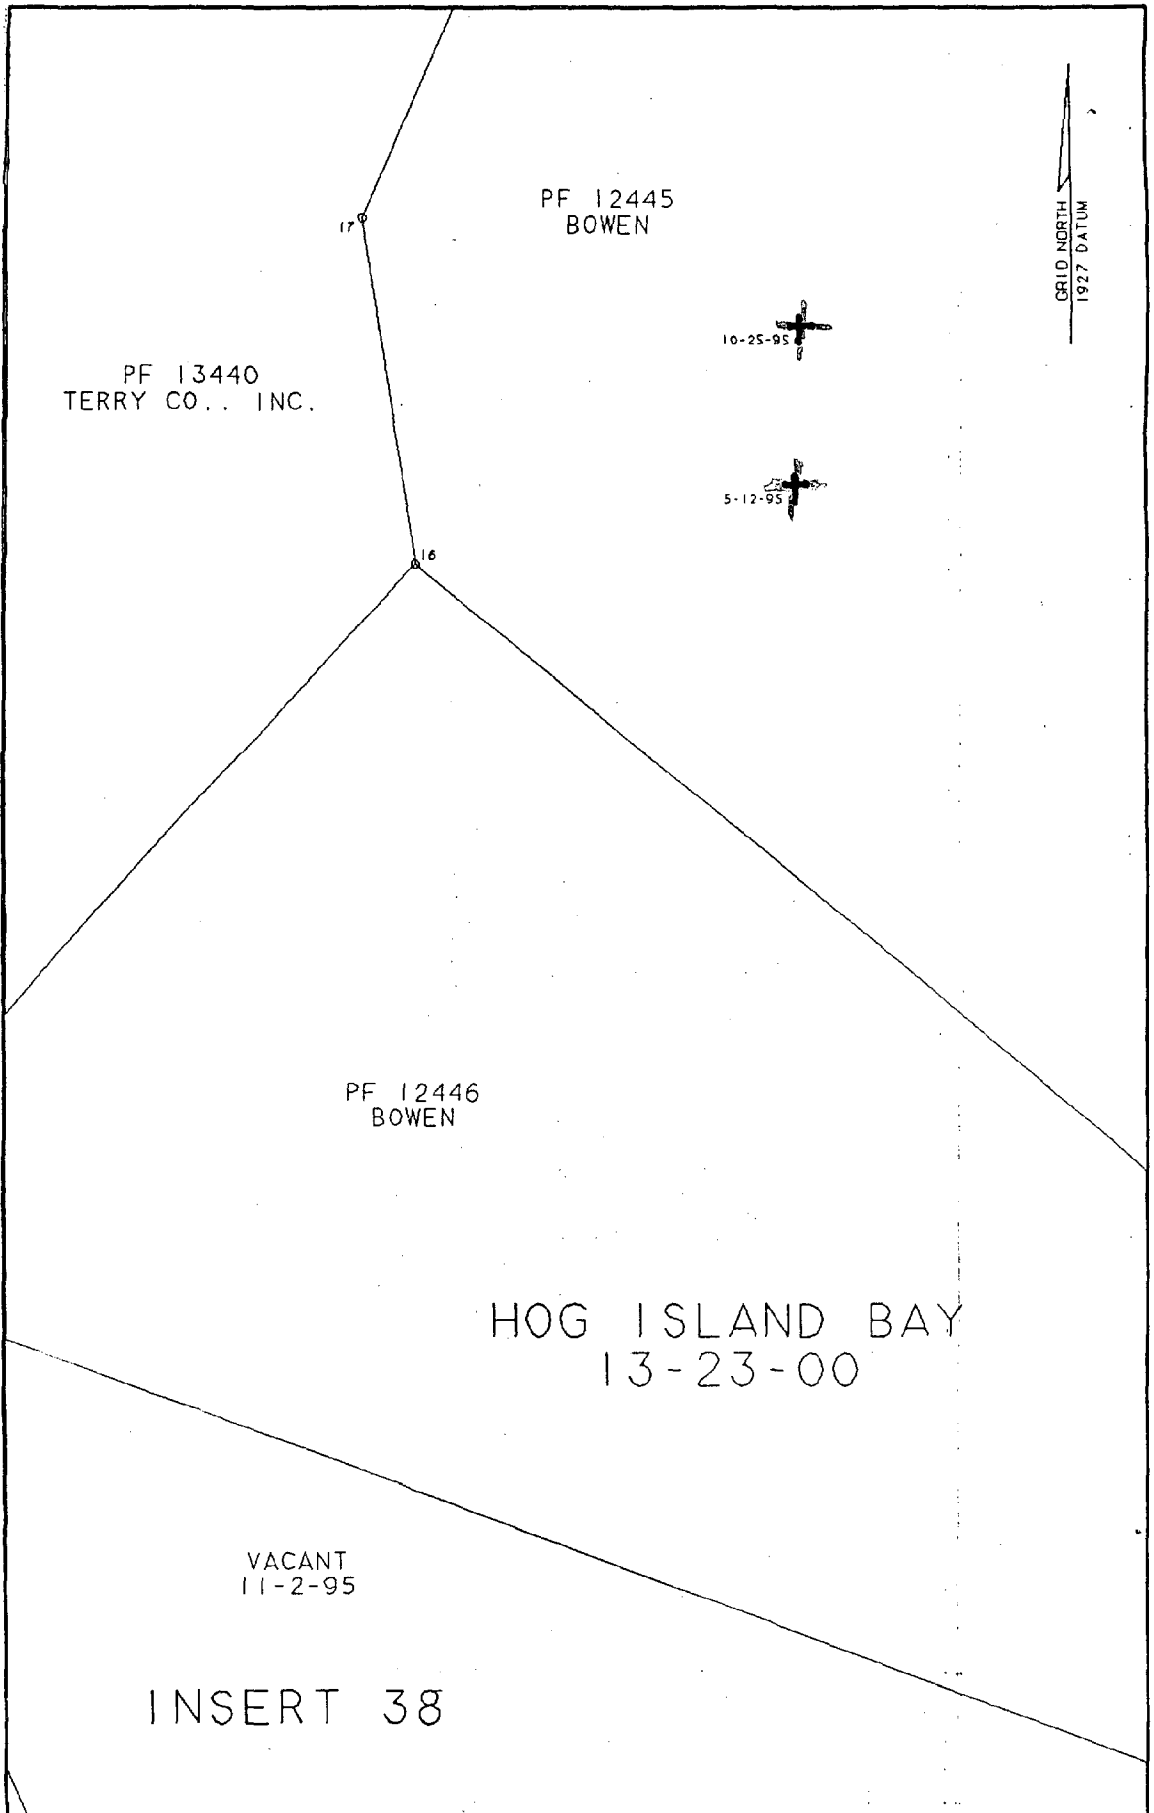 PF 12445
BOWEN
GRID NORTH
1927 DATUM
17
10-25-95
PF 13440
TERRY CO.. INC.
5-12-95
16
PF 12446
BOWEN
HOG ISLAND BAY
13-23-00
VACANT
11-2-95
INSERT 38